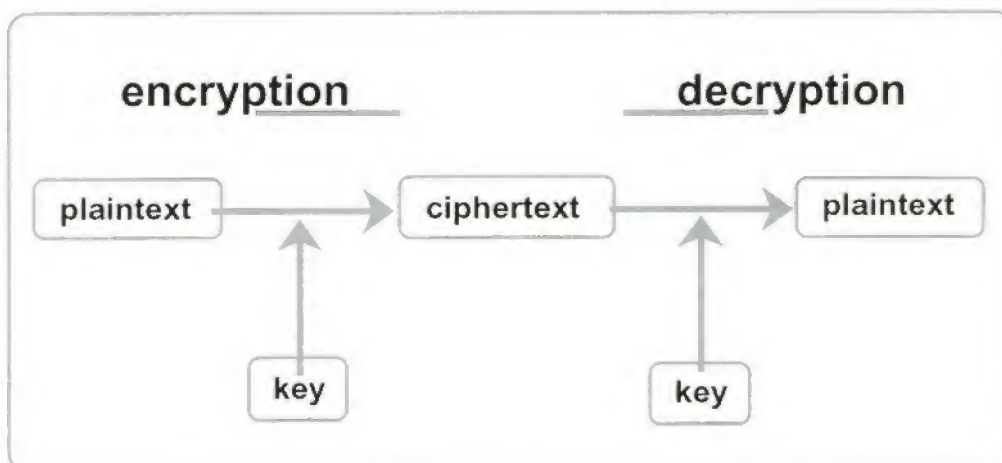 encryption decryption
plaintext ciphertext plaintext
key key